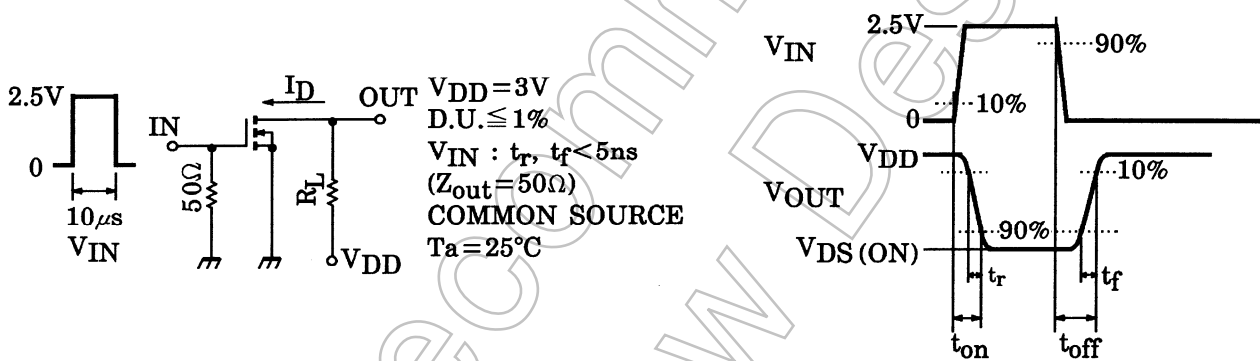 2.5V
0
10μs
VIN
IN
50Ω
ID
OUT
RL
VDD
VDD=3V
D.U.≦1%
VIN : tr, tf<5ns
(Zout=50Ω)
COMMON SOURCE
Ta=25°C
VIN
2.5V
90%
10%
0
VDD
10%
VOUT
90%
VDS (ON)
tr
tf
ton
toff
ecomm
w Des